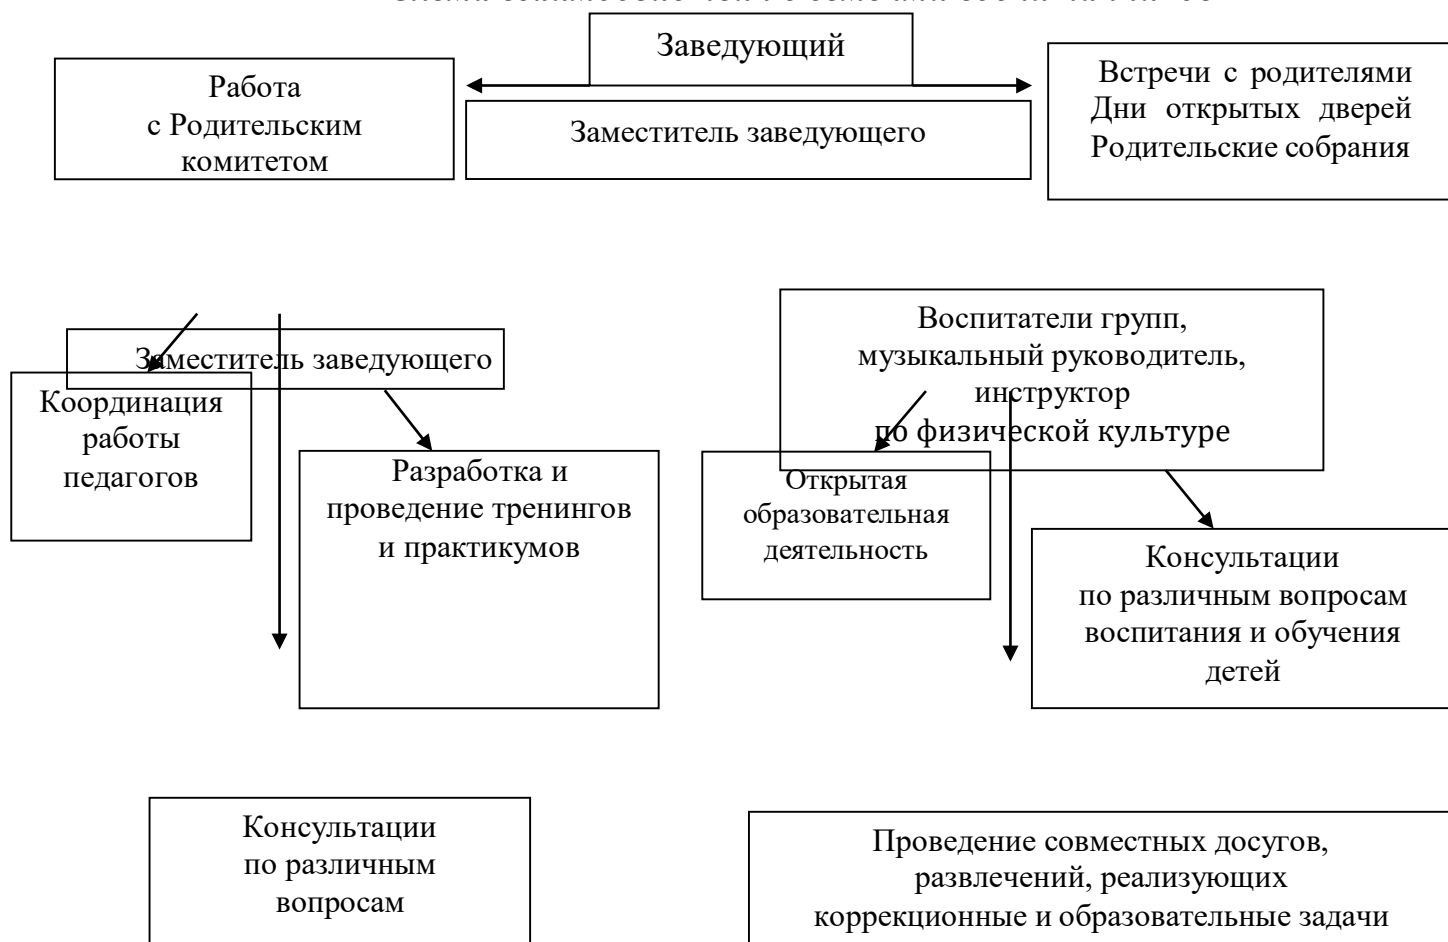 Заведующий
Работа
с Родительским
комитетом
Заместитель заведующего
Встречи с родителями
Дни открытых дверей
Родительские собрания
Заместитель заведующего
Координация
работы
педагогов
Разработка и
проведение тренингов
и практикумов
Воспитатели групп,
музыкальный руководитель,
инструктор
по физической культуре
Открытая
образовательная
деятельность
Консультации
по различным вопросам
воспитания и обучения
детей
Консультации
по различным
вопросам
Проведение совместных досугов,
развлечений, реализующих
коррекционные и образовательные задачи